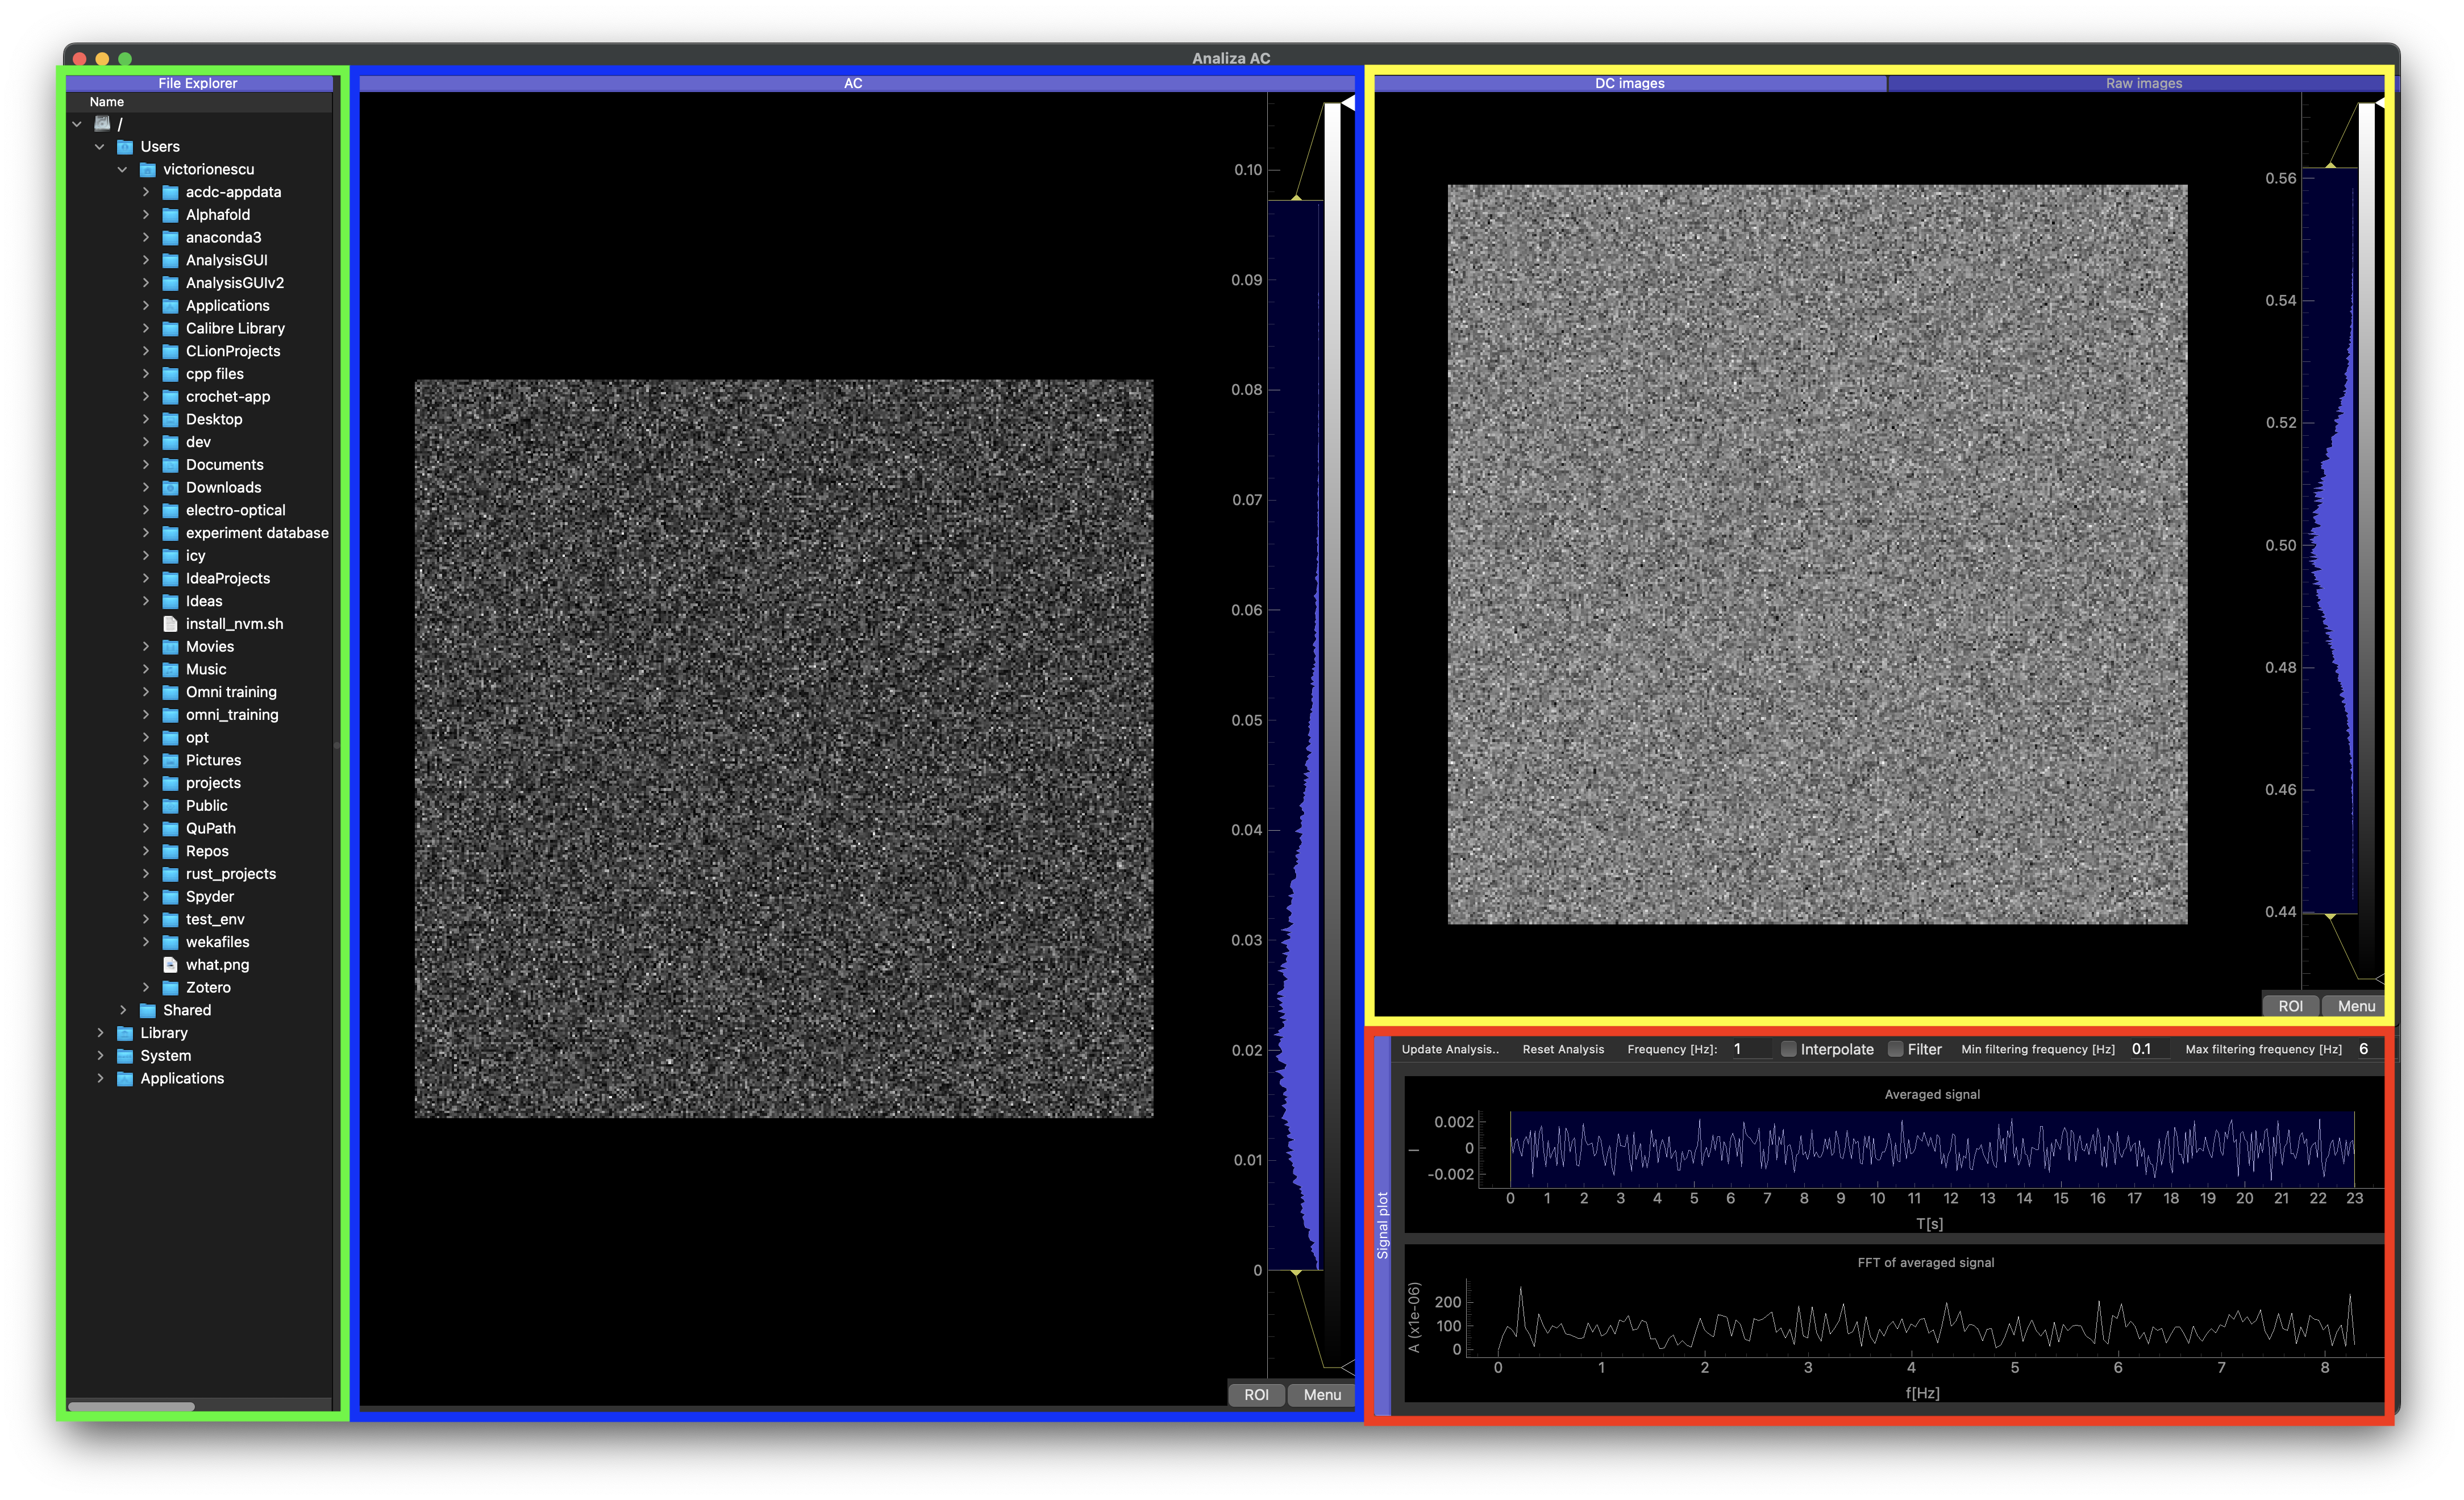 Analiza AC
File Explorer
Name
/
Users
victorionescu
acdc-appdata
Alphafold
anaconda3
AnalysisGUI
AnalysisGUIv2
Applications
Calibre Library
CLionProjects
cpp files
crochet-app
Desktop
dev
Documents
Downloads
electro-optical
experiment database
icy
IdeaProjects
Ideas
install_nvm.sh
Movies
Music
Omni training
omni_training
opt
Pictures
projects
Public
QuPath
Repos
rust_projects
Spyder
test_env
wekafiles
what.png
Zotero
Shared
Library
System
Applications
AC
0.10
0.09
0.08
0.07
0.06
0.05
0.04
0.03
0.02
0.01
0
ROI Menu
DC images Raw images
0.56
0.54
0.52
0.50
0.48
0.46
0.44
ROI Menu
Signal plot
Update Analysis.. Reset Analysis Frequency [Hz]: 1 Interpolate Filter Min filtering frequency [Hz] 0.1 Max filtering frequency [Hz] 6
Averaged signal
I
0.002
0
-0.002
0 1 2 3 4 5 6 7 8 9 10 11 12 13 14 15 16 17 18 19 20 21 22 23
T[s]
FFT of averaged signal
A (x1e-06)
200
100
0
0 1 2 3 4 5 6 7 8
f[Hz]